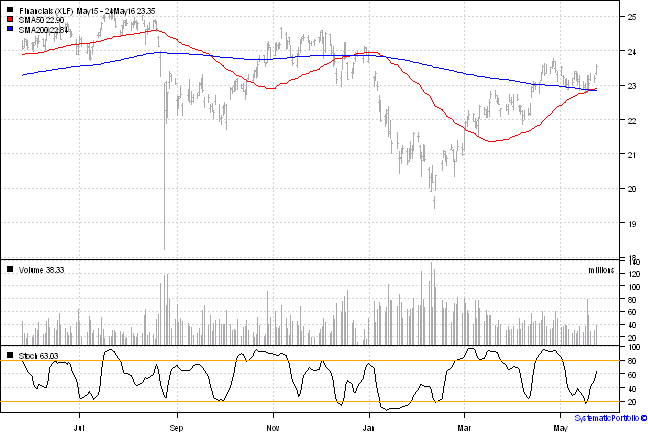 Financials (XLF) May15 - 24May16 23.35
SMA50 22.90
SMA200 22.84
25
24
23
22
21
20
19
18
Volume 38.33
millions
140
120
100
80
60
40
20
Stoch 63.03
100
80
60
40
20
Jul Sep Nov Jan Mar May
SystematicPortfolio ©